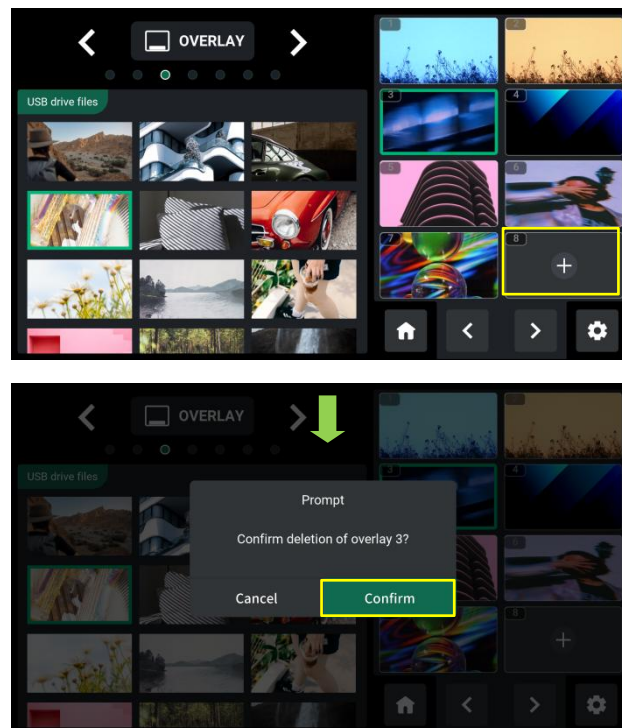 OVERLAY
USB drive files
1
2
3
4
5
6
7
8
OVERLAY
USB drive files
3
4
8
Prompt
Confirm deletion of overlay 3?
Cancel
Confirm